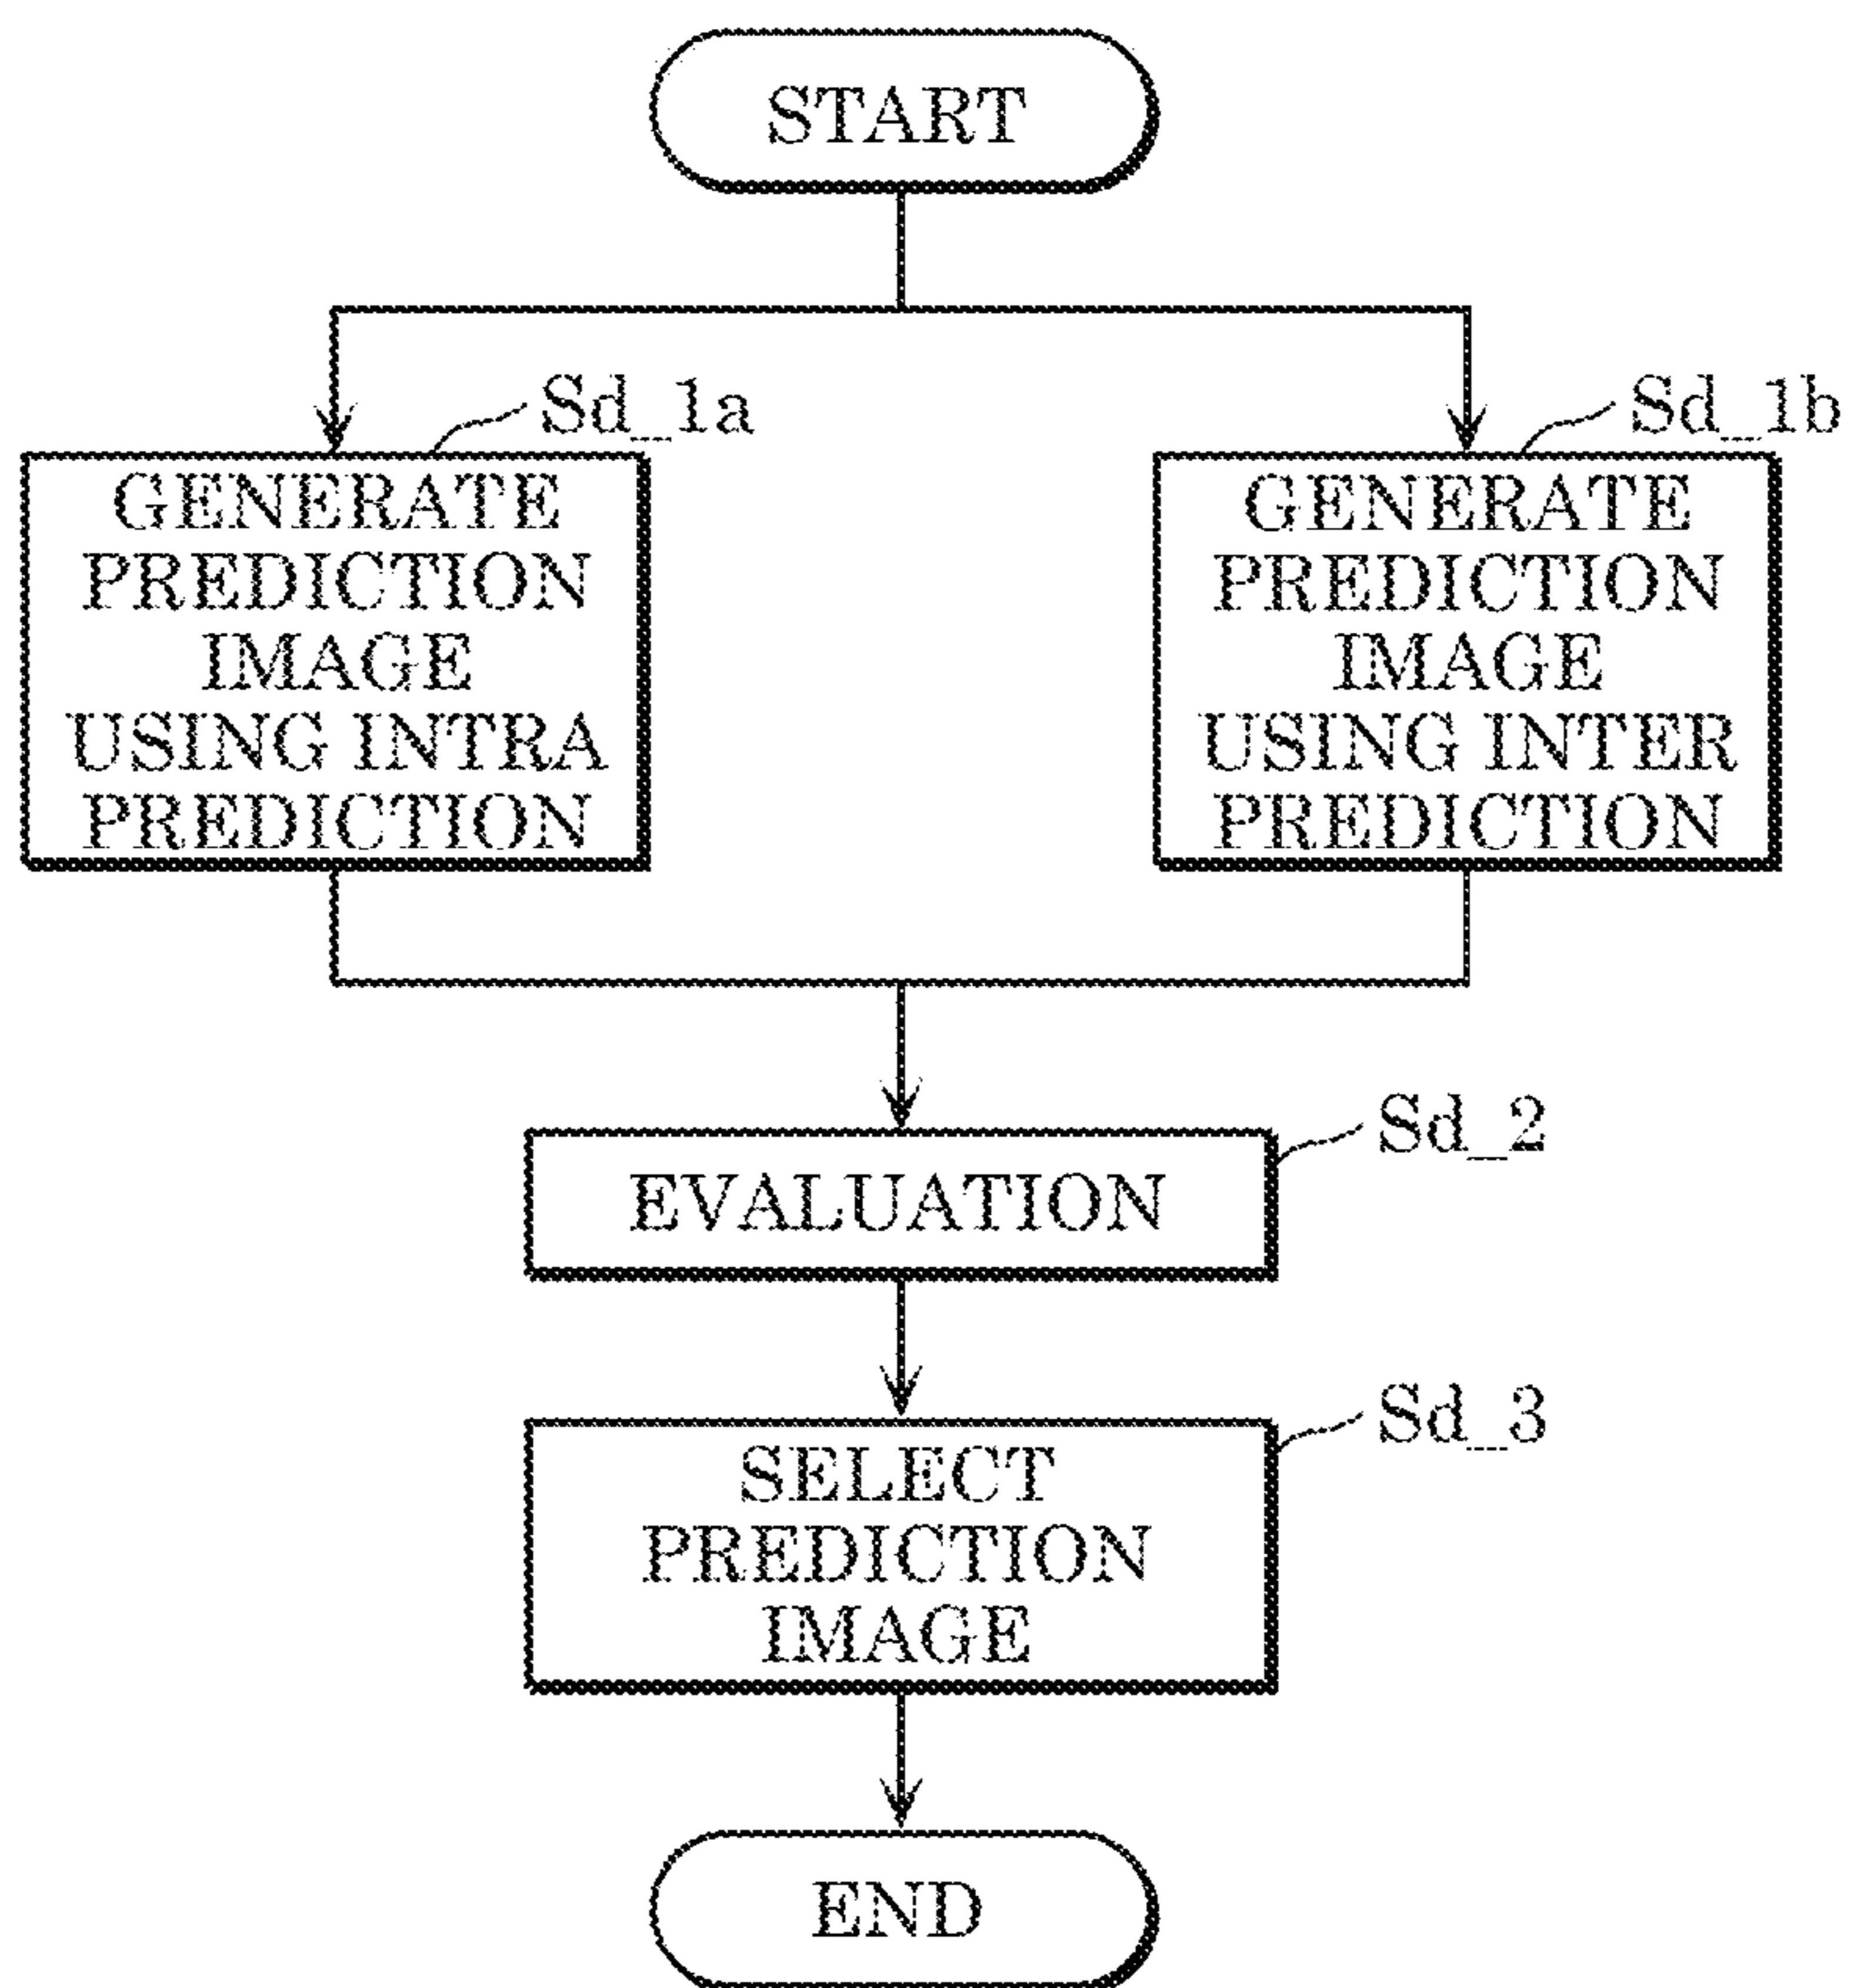 START
Sd_1a
GENERATE
PREDICTION
IMAGE
USING INTRA
PREDICTION
Sd_1b
GENERATE
PREDICTION
IMAGE
USING INTER
PREDICTION
Sd_2
EVALUATION
Sd_3
SELECT
PREDICTION
IMAGE
END